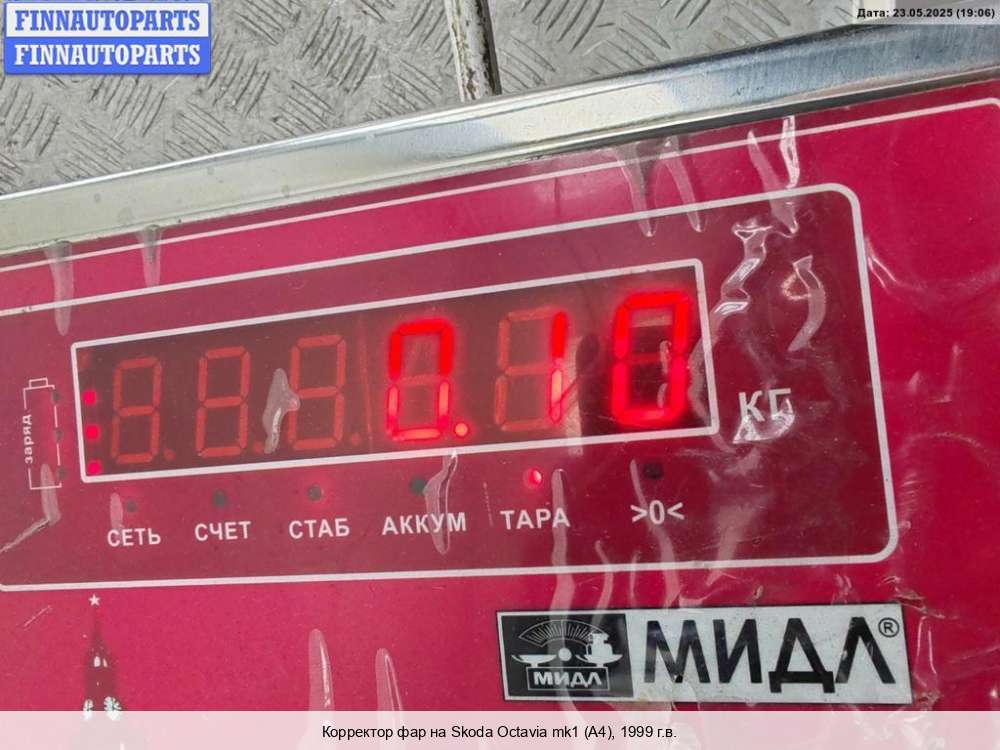 FINNAUTOPARTS
FINNAUTOPARTS
Дата: 23.05.2025 (19:06)
заряд
0.10
КГ
СЕТЬ СЧЕТ СТАБ АККУМ ТАРА >0<
МИДЛ
МИДЛ®
Корректор фар на Skoda Octavia mk1 (A4), 1999 г.в.